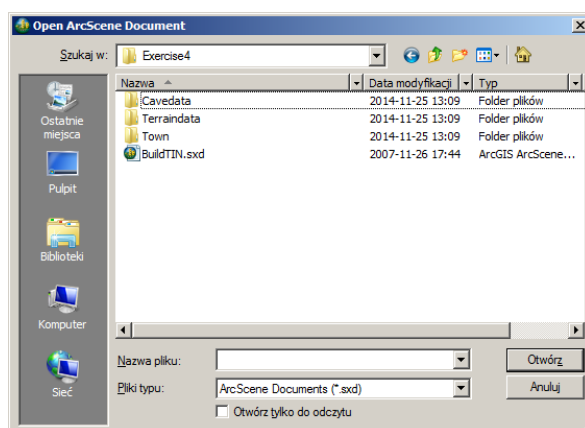 Open ArcScene Document
Szukaj w: Exercise4
Nazwa Data modyfikacji Typ
Cavedata 2014-11-25 13:09 Folder plików
Terraindata 2014-11-25 13:09 Folder plików
Town 2014-11-25 13:09 Folder plików
BuildTIN.sxd 2007-11-26 17:44 ArcGIS ArcScene...
Ostatnie
miejsca
Pulpit
Biblioteki
Komputer
Sieć
Nazwa pliku: Otwórz
Pliki typu: ArcScene Documents (*.sxd) Anuluj
Otwórz tylko do odczytu